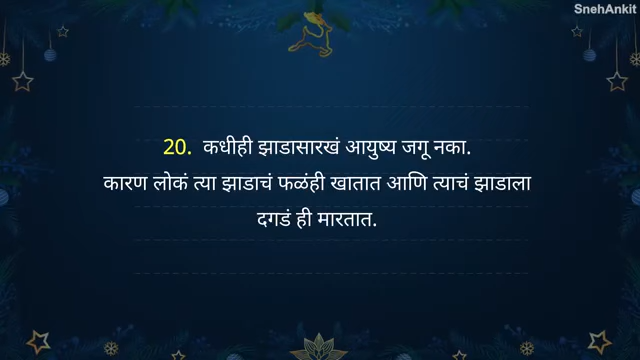 SnehAnkit
20. कधीही झाडासारखं आयुष्य जगू नका.
कारण लोकं त्या झाडाचं फळंही खातात आणि त्याचं झाडाला
दगडं ही मारतात.